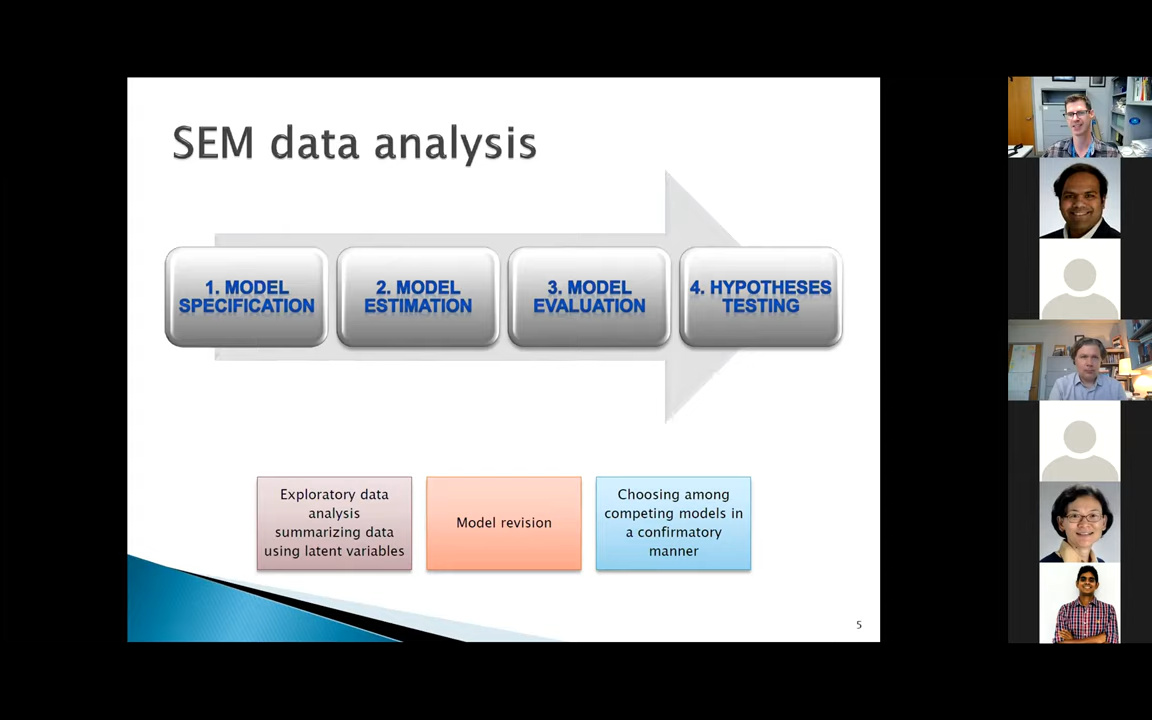 SEM data analysis
1. MODEL
SPECIFICATION
2. MODEL
ESTIMATION
3. MODEL
EVALUATION
4. HYPOTHESES
TESTING
Exploratory data
analysis
summarizing data
using latent variables
Model revision
Choosing among
competing models in
a confirmatory
manner
5